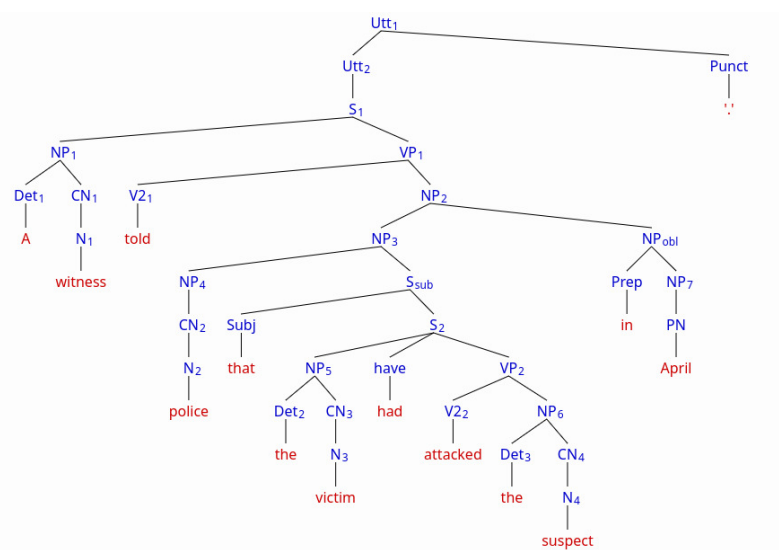 Utt1
Utt2 Punct
S1 '.'
NP1 VP1
Det1 CN1 V21 NP2
A N1 told NP3 NPobl
witness NP4 Ssub Prep NP7
CN2 Subj S2 in PN
N2 that NP5 have VP2 April
police Det2 CN3 had V22 NP6
the N3 attacked Det3 CN4
victim the N4
suspect